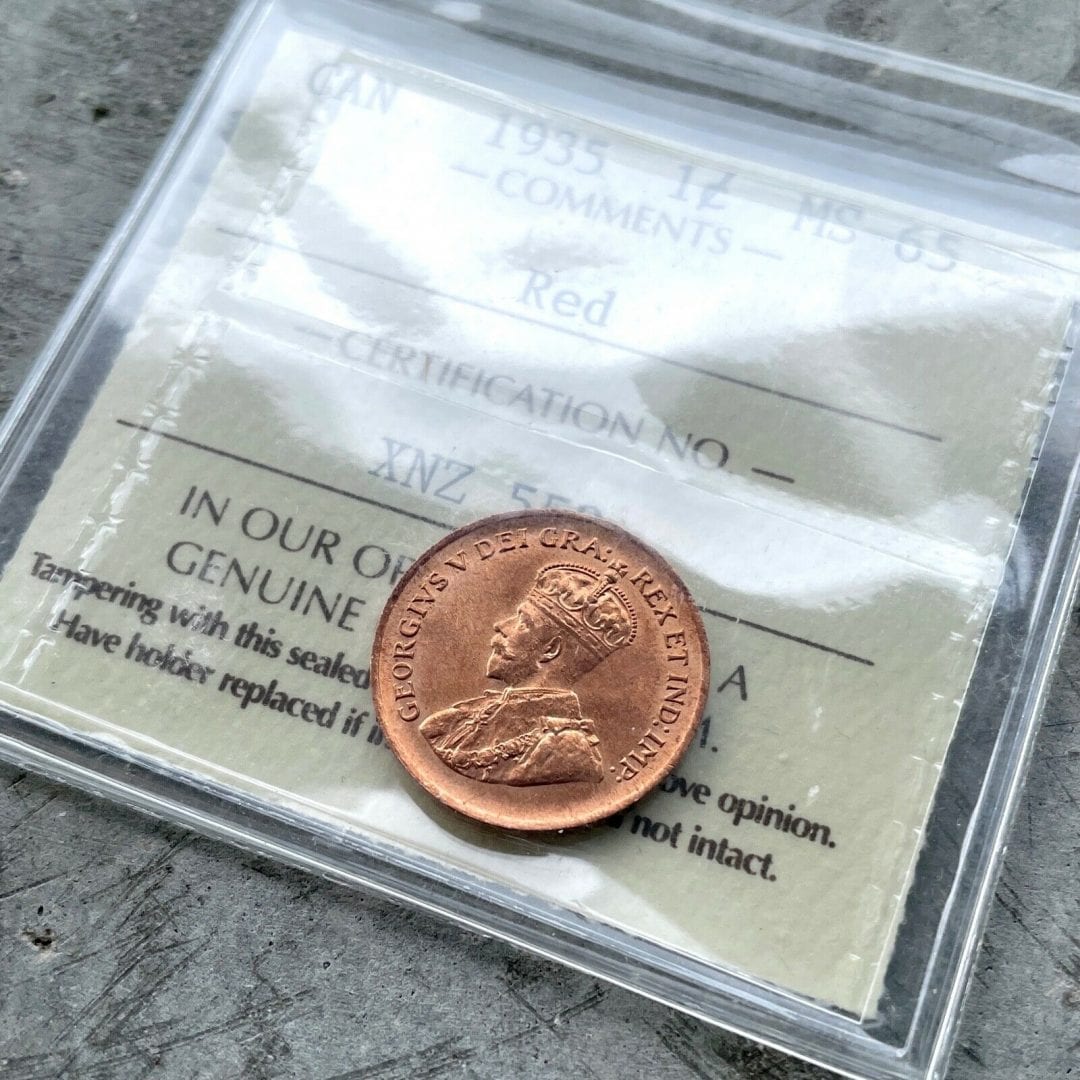 CAN 1935 1¢ MS 65
— COMMENTS —
Red
— CERTIFICATION NO. —
XNZ
IN OUR A
GENUINE
Tampering with this sealed ove opinion.
Have holder replaced if not intact.
GEORGIVS V DEI GRA: REX ET IND: IMP: